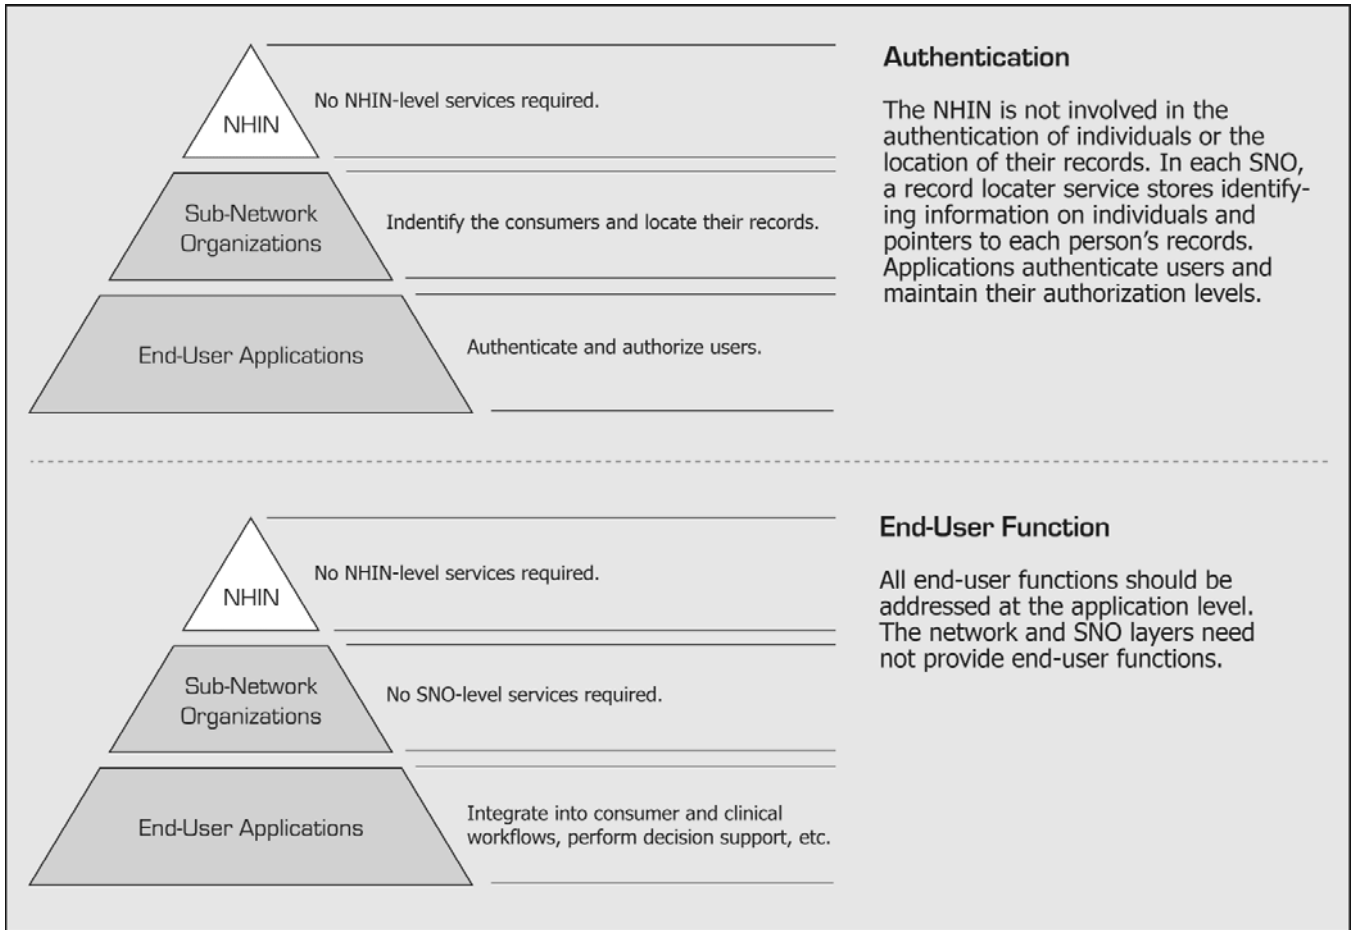 NHIN
No NHIN-level services required.
Sub-Network
Organizations
Indentify the consumers and locate their records.
End-User Applications
Authenticate and authorize users.
Authentication
The NHIN is not involved in the
authentication of individuals or the
location of their records. In each SNO,
a record locater service stores identify-
ing information on individuals and
pointers to each person’s records.
Applications authenticate users and
maintain their authorization levels.
NHIN
No NHIN-level services required.
Sub-Network
Organizations
No SNO-level services required.
End-User Applications
Integrate into consumer and clinical
workflows, perform decision support, etc.
End-User Function
All end-user functions should be
addressed at the application level.
The network and SNO layers need
not provide end-user functions.